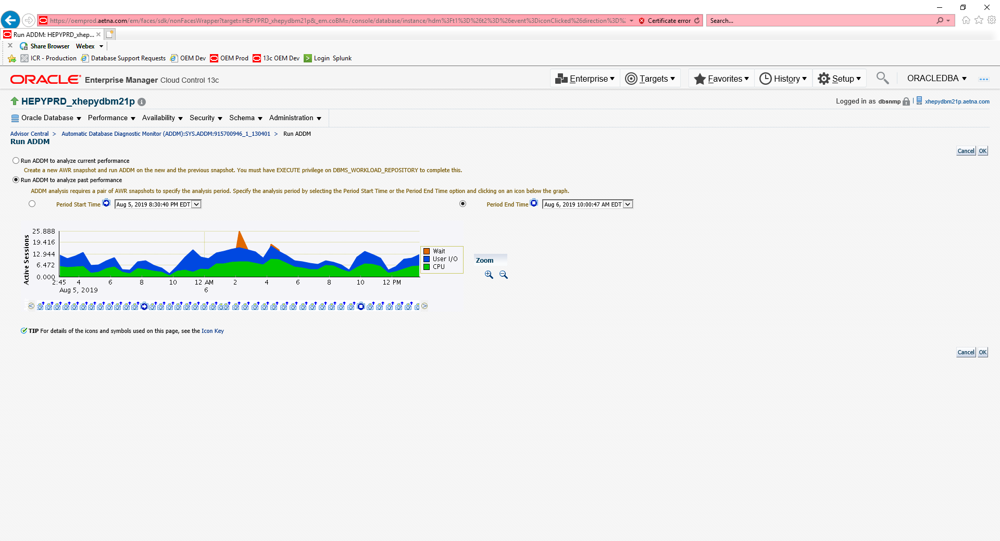 https://oemprod.aetna.com/em/faces/sdk/nonFacesWrapper?target=HEPYPRD_xhepydbm21p&_em.coBM=/console/database/instance/hdm%3Ft1%3D%26t2%3D%26event%3DiconClicked%26direction%3D% Certificate error Search...
Run ADDM: HEPYPRD_xhep...
Share Browser Webex
ICR - Production Database Support Requests OEM Dev OEM Prod 13c OEM Dev Login Splunk
ORACLE Enterprise Manager Cloud Control 13c Enterprise Targets Favorites History Setup ORACLEDBA
HEPYPRD_xhepydbm21p Logged in as dbsnmp xhepydbm21p.aetna.com
Oracle Database Performance Availability Security Schema Administration
Advisor Central > Automatic Database Diagnostic Monitor (ADDM):SYS.ADDM:915700946_1_130401 > Run ADDM
Run ADDM
Cancel OK
Run ADDM to analyze current performance
Create a new AWR snapshot and run ADDM on the new and the previous snapshot. You must have EXECUTE privilege on DBMS_WORKLOAD_REPOSITORY to complete this.
Run ADDM to analyze past performance
ADDM analysis requires a pair of AWR snapshots to specify the analysis period. Specify the analysis period by selecting the Period Start Time or the Period End Time option and clicking on an icon below the graph.
Period Start Time Aug 5, 2019 8:30:40 PM EDT Period End Time Aug 6, 2019 10:00:47 AM EDT
Active Sessions
25.888
19.416
12.944
6.472
0.000
2:45 4 6 8 10 12 AM 2 4 6 8 10 12 PM
Aug 5, 2019 6
Wait
User I/O
CPU
Zoom
TIP For details of the icons and symbols used on this page, see the Icon Key
Cancel OK